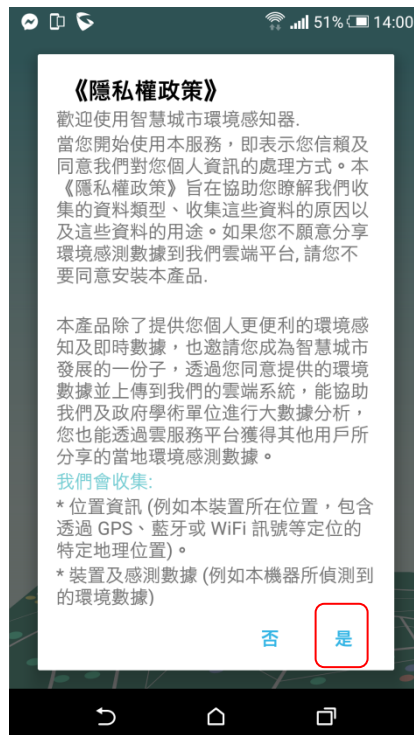 51% 14:00
《隱私權政策》
歡迎使用智慧城市環境感知器.
當您開始使用本服務，即表示您信賴及
同意我們對您個人資訊的處理方式。本
《隱私權政策》旨在協助您瞭解我們收
集的資料類型、收集這些資料的原因以
及這些資料的用途。如果您不願意分享
環境感測數據到我們雲端平台, 請您不
要同意安裝本產品.
本產品除了提供您個人更便利的環境感
知及即時數據，也邀請您成為智慧城市
發展的一份子，透過您同意提供的環境
數據並上傳到我們的雲端系統，能協助
我們及政府學術單位進行大數據分析，
您也能透過雲服務平台獲得其他用戶所
分享的當地環境感測數據。
我們會收集:
* 位置資訊 (例如本裝置所在位置，包含
透過 GPS、藍牙或 WiFi 訊號等定位的
特定地理位置)。
* 裝置及感測數據 (例如本機器所偵測到
的環境數據)
否 是